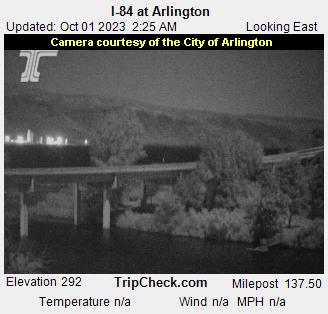 I-84 at Arlington
Updated: Oct 01 2023 2:25 AM Looking East
Camera courtesy of the City of Arlington
Elevation 292 TripCheck.com Milepost 137.50
Temperature n/a Wind n/a MPH n/a